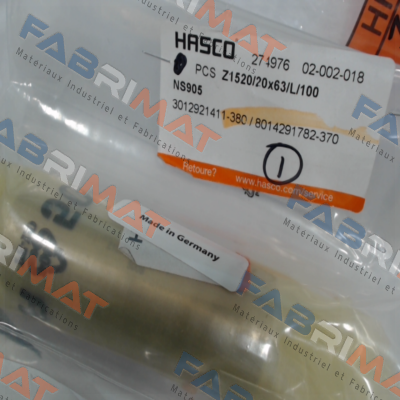 HASCO 274976 02-002-018
PCS Z1520/20x63/L/100
NS905
3012921411-380 / 8014291782-370
1
Retoure? www.hasco.com/service
Made in Germany
FABRIMAT
Materiaux Industriel et Fabrications